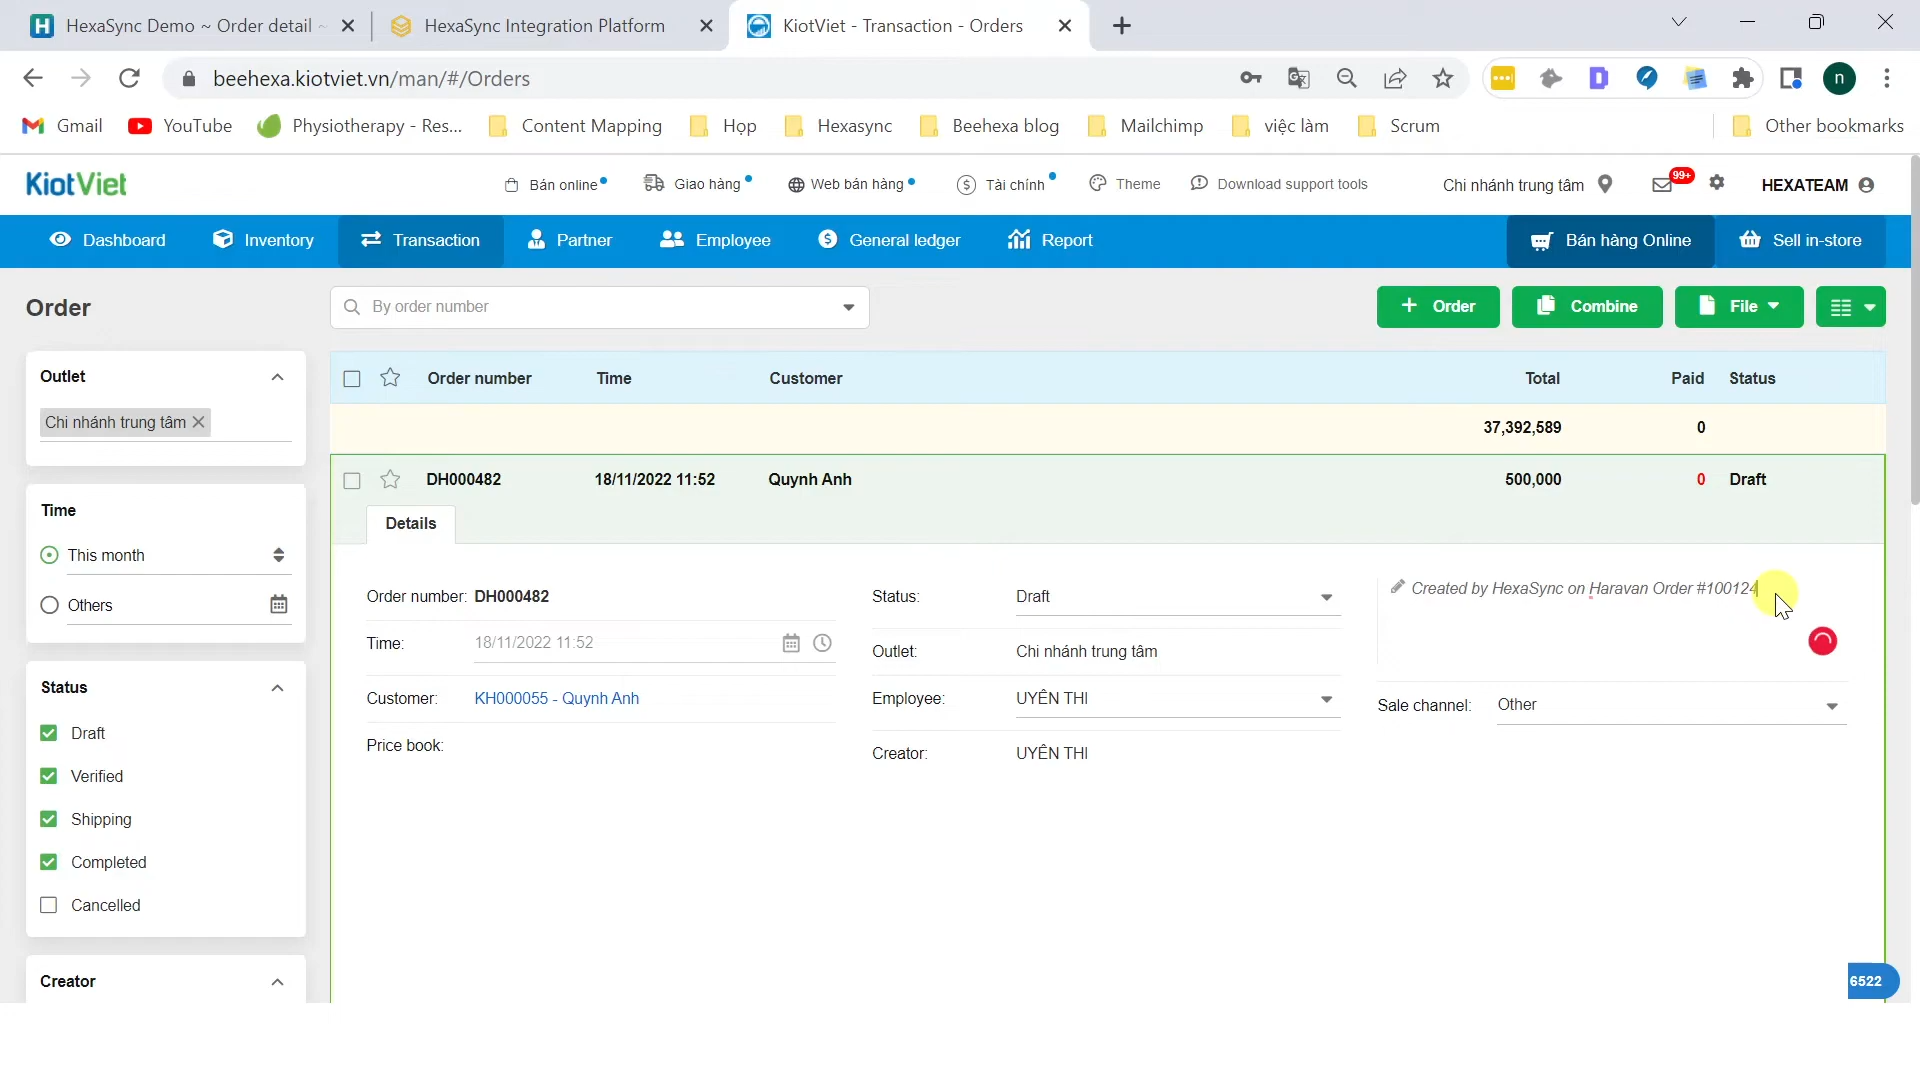 HexaSync Demo ~ Order detail ~
HexaSync Integration Platform
KiotViet - Transaction - Orders
beehexa.kiotviet.vn/man/#/Orders
n
Gmail
YouTube
Physiotherapy - Res...
Content Mapping
Họp
Hexasync
Beehexa blog
Mailchimp
việc làm
Scrum
Other bookmarks
KiotViet
Bán online
Giao hàng
Web bán hàng
Tài chính
Theme
Download support tools
Chi nhánh trung tâm
99+
HEXATEAM
Dashboard
Inventory
Transaction
Partner
Employee
General ledger
Report
Bán hàng Online
Sell in-store
Order
By order number
Order
Combine
File
Outlet
Chi nhánh trung tâm
Time
This month
Others
Status
Draft
Verified
Shipping
Completed
Cancelled
Creator
Order number Time Customer Total Paid Status
37,392,589 0
DH000482 18/11/2022 11:52 Quynh Anh 500,000 0 Draft
Details
Order number: DH000482
Time: 18/11/2022 11:52
Customer: KH000055 - Quynh Anh
Price book:
Status: Draft
Outlet: Chi nhánh trung tâm
Employee: UYÊN THI
Creator: UYÊN THI
Created by HexaSync on Haravan Order #100124
Sale channel: Other
6522